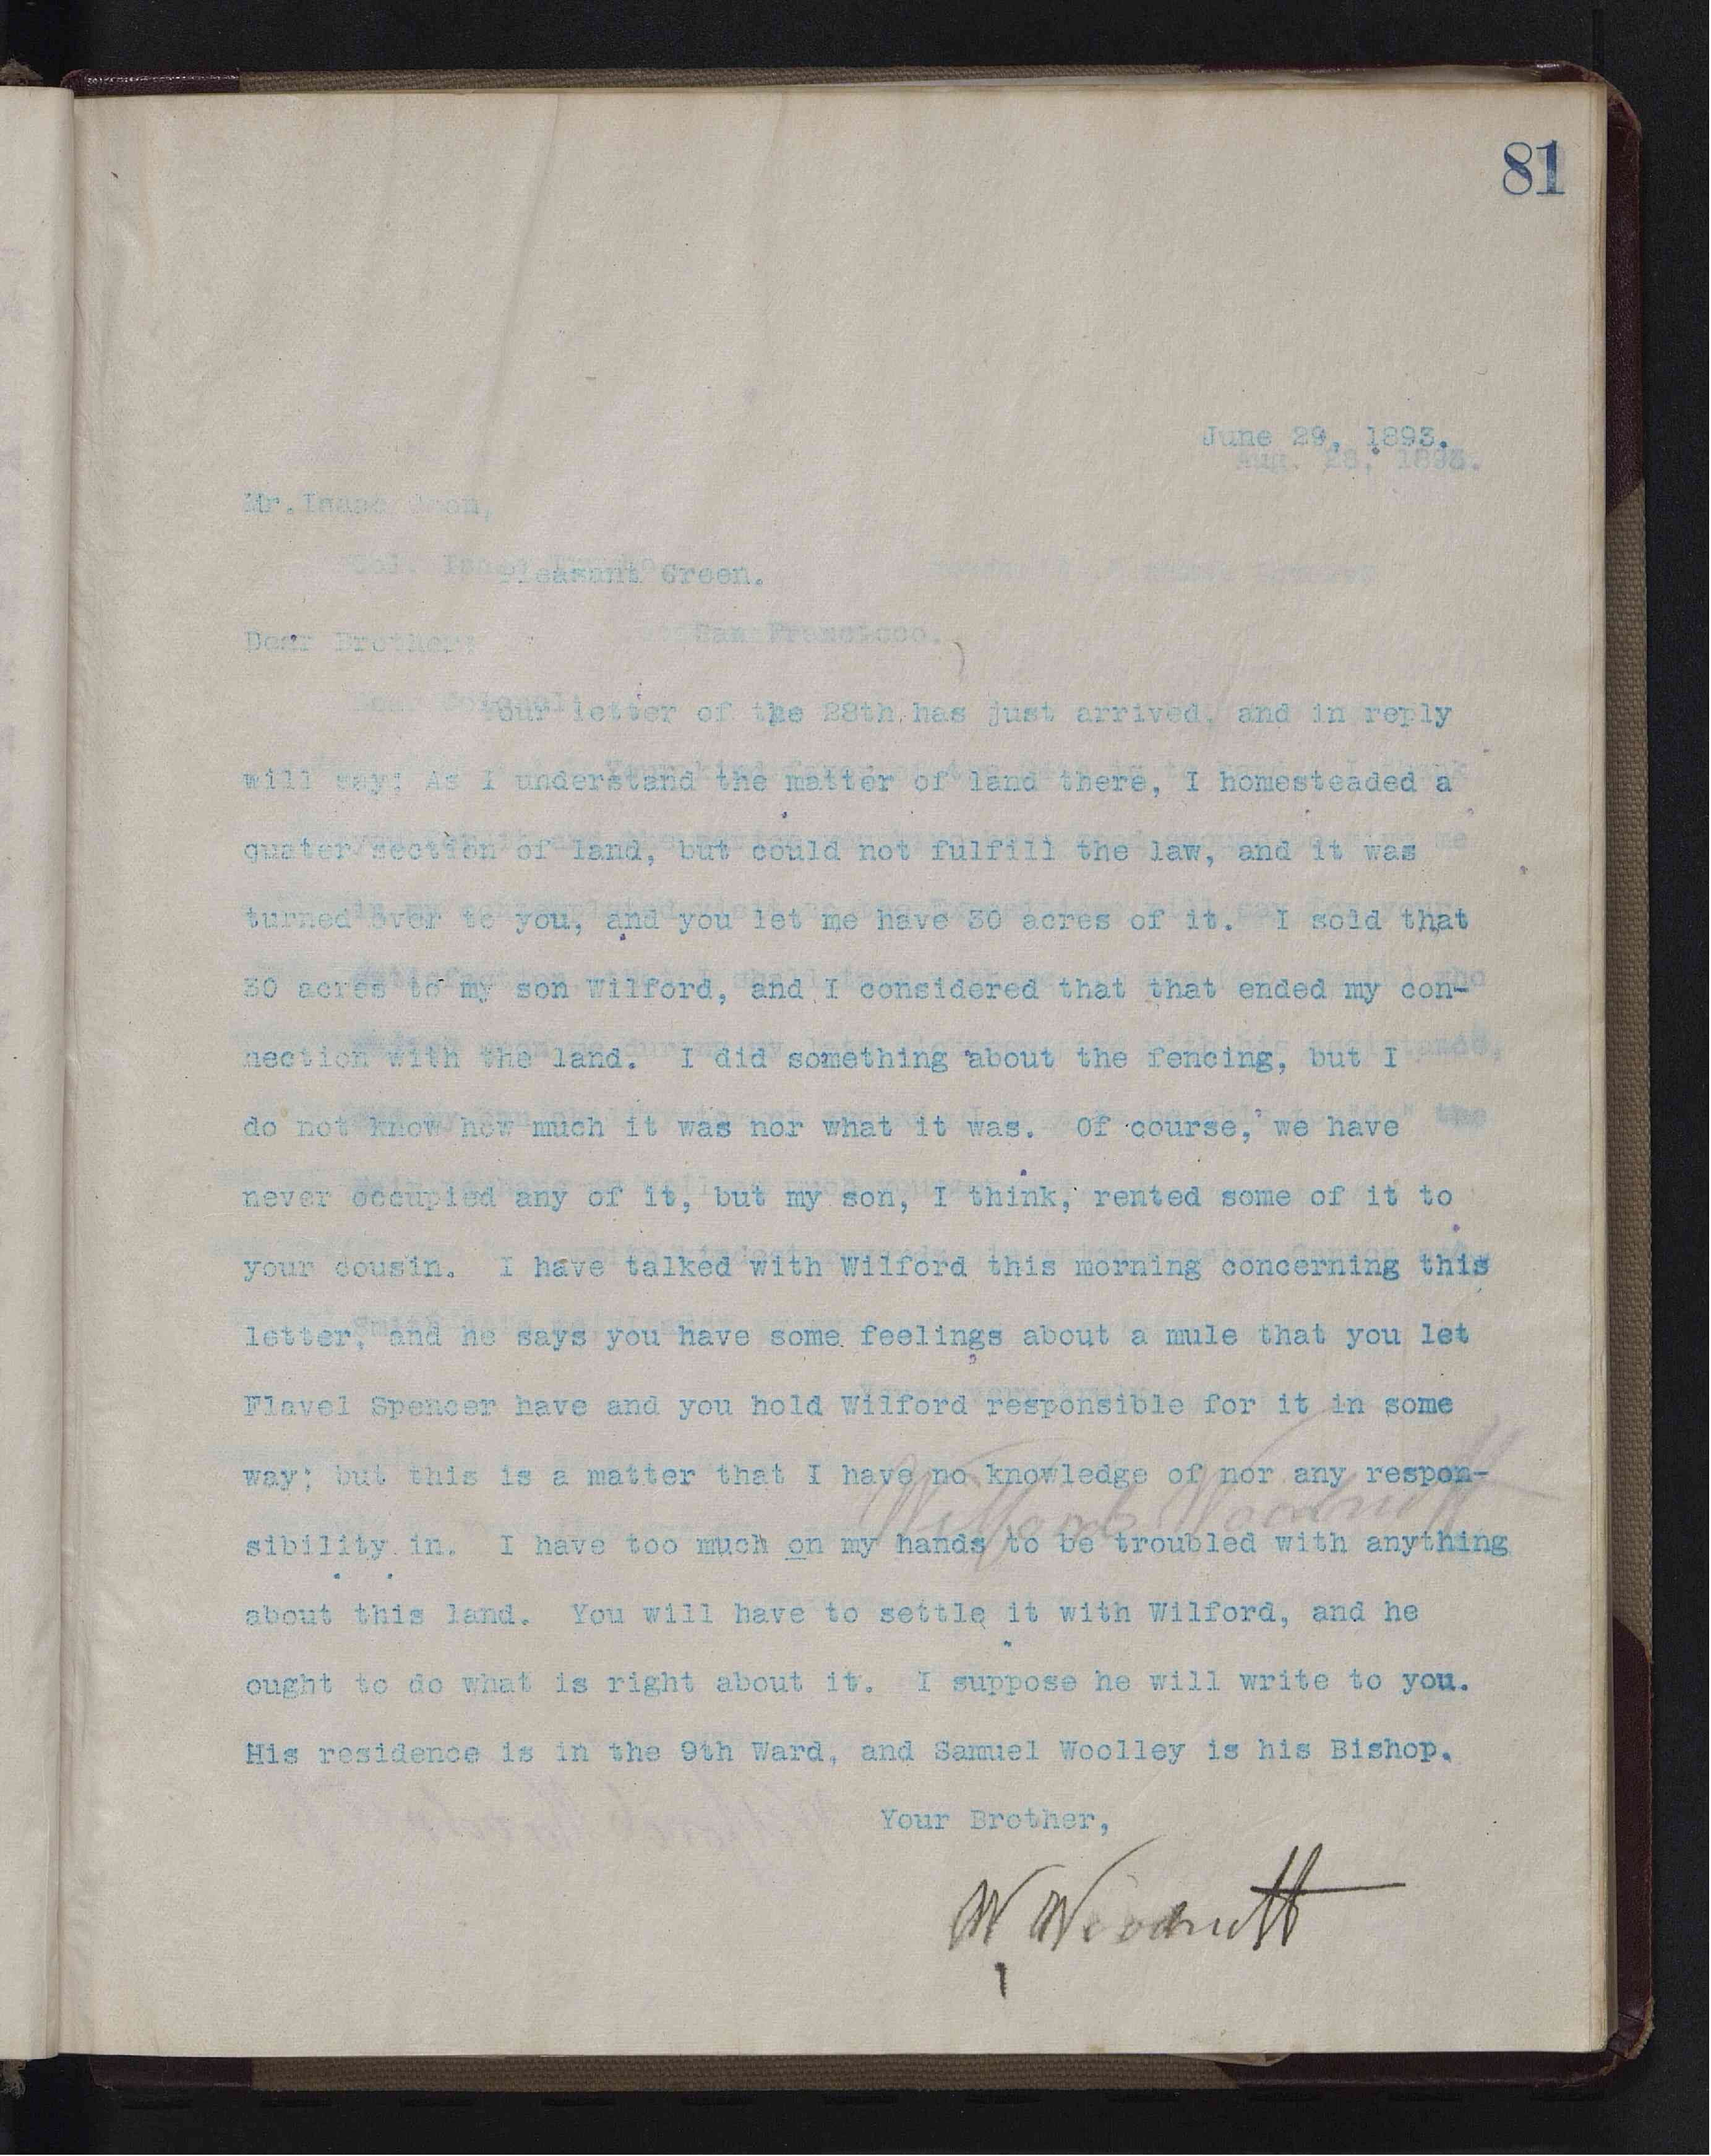 81
June 29, 1893.
Aug. 28, 1893.
Mr. Isaac
Pleasant Green.
San Francisco.
Dear Brother:
Dear Colonel:
Your letter of the 28th has just arrived, and in reply
will say: As I understand the matter of land there, I homesteaded a
quater section of land, but could not fulfill the law, and it was
turned over to you, and you let me have 30 acres of it. I sold that
30 acres to my son Wilford, and I considered that that ended my con-
nection with the land. I did something about the fencing, but I
do not know how much it was nor what it was. Of course, we have
never occupied any of it, but my son, I think, rented some of it to
your cousin. I have talked with Wilford this morning concerning this
letter, and he says you have some feelings about a mule that you let
Flavel Spencer have and you hold Wilford responsible for it in some
way; but this is a matter that I have no knowledge of nor any respon-
sibility in. I have too much on my hands to be troubled with anything
Wilford Woodruff
about this land. You will have to settle it with Wilford, and he
ought to do what is right about it. I suppose he will write to you.
His residence is in the 9th Ward, and Samuel Woolley is his Bishop.
Your Brother,
W Woodruff